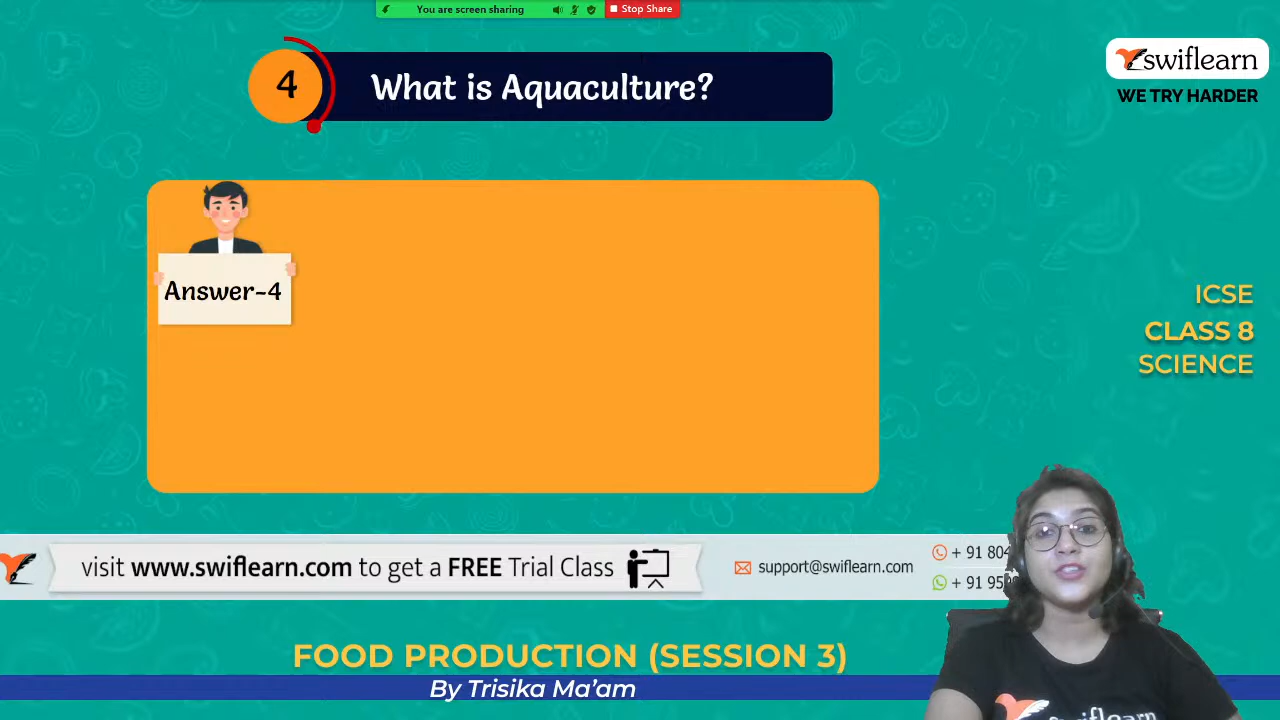 You are screen sharing
Stop Share
4
What is Aquaculture?
swiflearn
WE TRY HARDER
Answer-4
ICSE
CLASS 8
SCIENCE
visit www.swiflearn.com to get a FREE Trial Class
support@swiflearn.com
+ 91 804
+ 91 95
FOOD PRODUCTION (SESSION 3)
By Trisika Ma'am
swiflearn